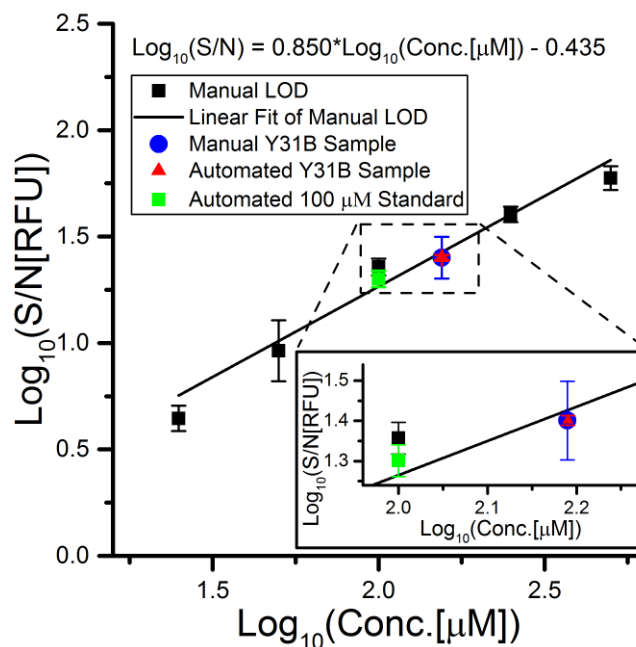 Log₁₀(S/N) = 0.850*Log₁₀(Conc.[μM]) - 0.435
Manual LOD
Linear Fit of Manual LOD
Manual Y31B Sample
Automated Y31B Sample
Automated 100 μM Standard
Log₁₀(S/N[RFU])
2.5
2.0
1.5
1.0
0.5
0.0
1.5
2.0
2.5
Log₁₀(Conc.[μM])
Log₁₀(S/N[RFU])
1.5
1.4
1.3
2.0
2.1
2.2
Log₁₀(Conc.[μM])